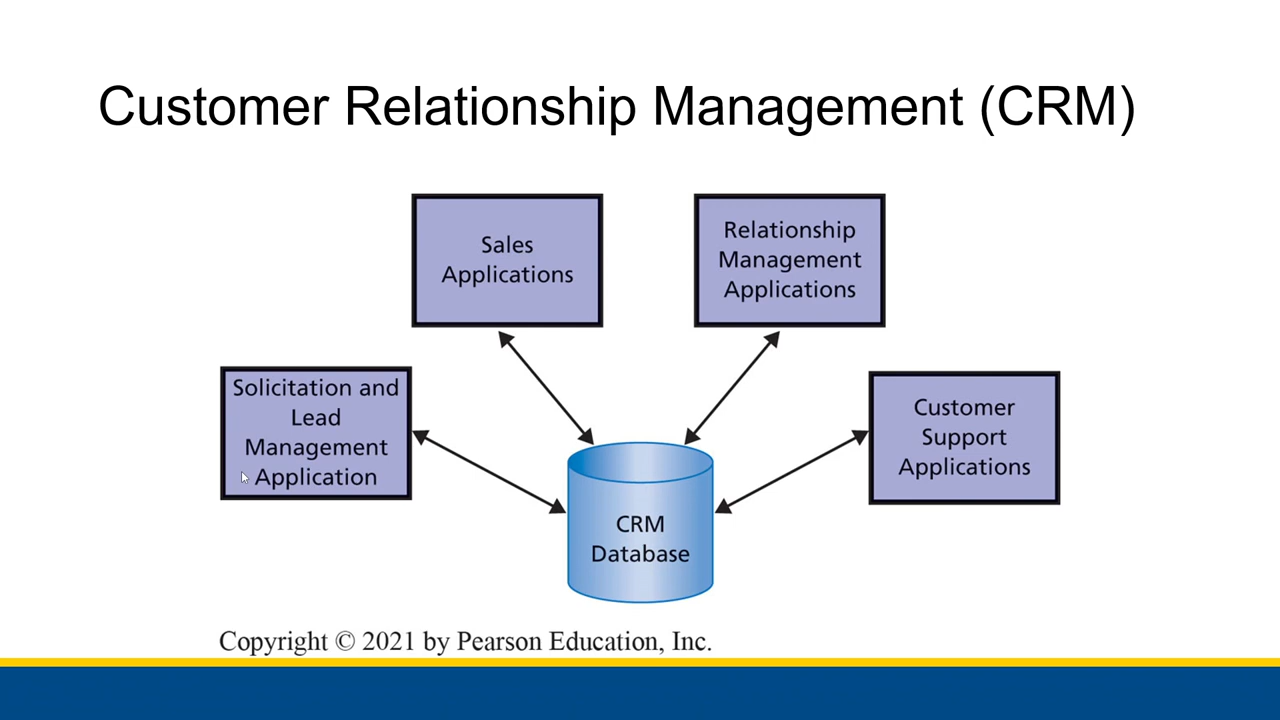 Customer Relationship Management (CRM)
Sales
Applications
Relationship
Management
Applications
Solicitation and
Lead
Management
Application
Customer
Support
Applications
CRM
Database
Copyright © 2021 by Pearson Education, Inc.